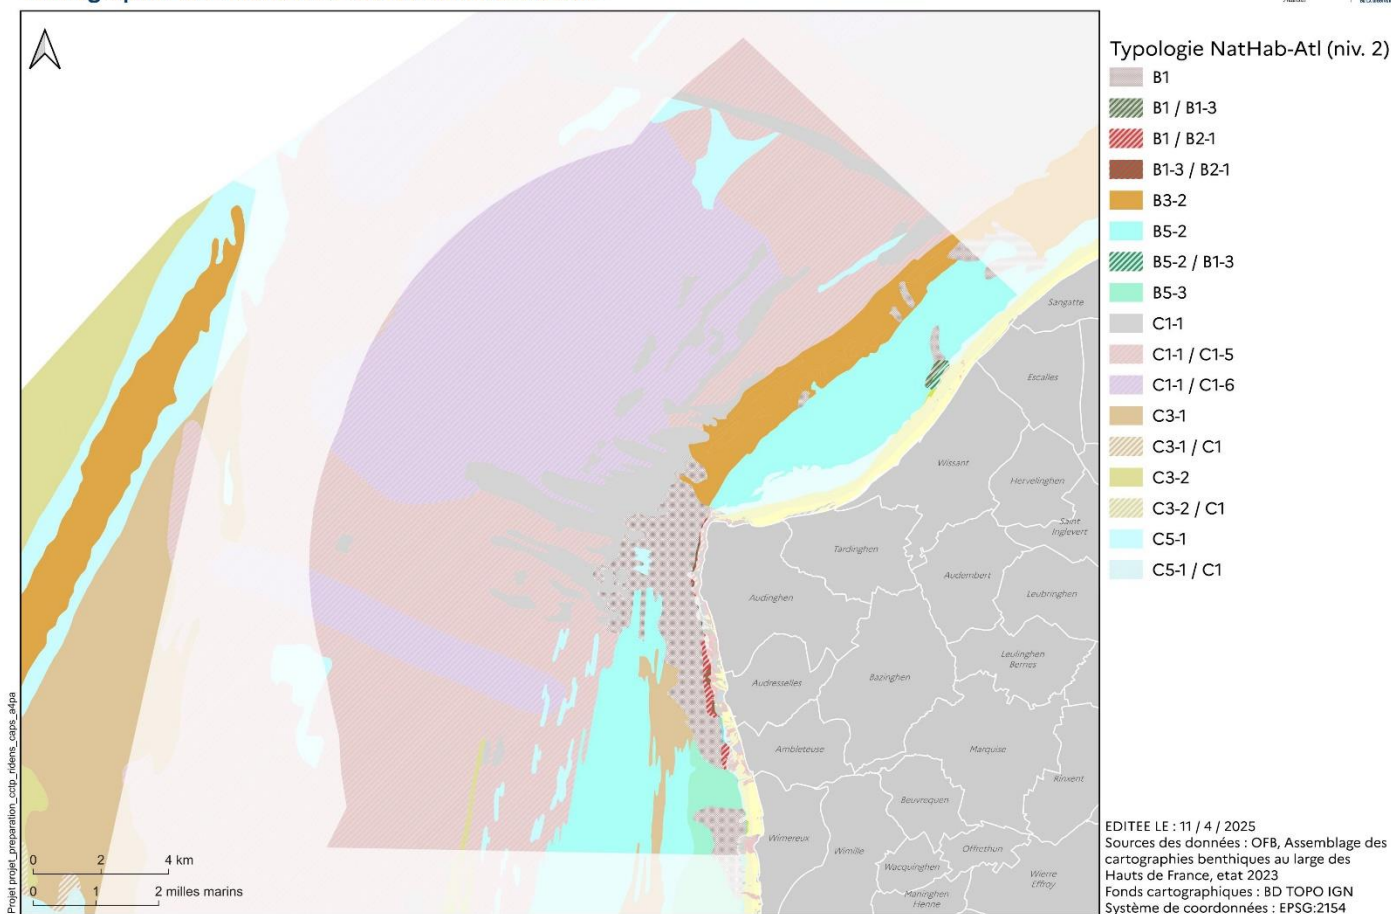 Typologie NatHab-Atl (niv. 2)
B1
B1 / B1-3
B1 / B2-1
B1-3 / B2-1
B3-2
B5-2
B5-2 / B1-3
B5-3
C1-1
C1-1 / C1-5
C1-1 / C1-6
C3-1
C3-1 / C1
C3-2
C3-2 / C1
C5-1
C5-1 / C1
Sangatte
Escalles
Wissant
Hervelinghen
Saint
Inglevert
Tardinghen
Audembert
Leubringhen
Audinghen
Leulinghen
Bernes
Bazinghen
Audresselles
Ambleteuse
Marquise
Rinxent
Beuvrequen
Wimereux
Wimille
Offrethun
Wacquinghen
Wierre
Effroy
Maninghen
Henne
0 2 4 km
0 1 2 milles marins
Projet projet_preparation_cctp_ridens_caps_a4pa
EDITEE LE : 11 / 4 / 2025
Sources des données : OFB, Assemblage des
cartographies benthiques au large des
Hauts de France, etat 2023
Fonds cartographiques : BD TOPO IGN
Système de coordonnées : EPSG:2154